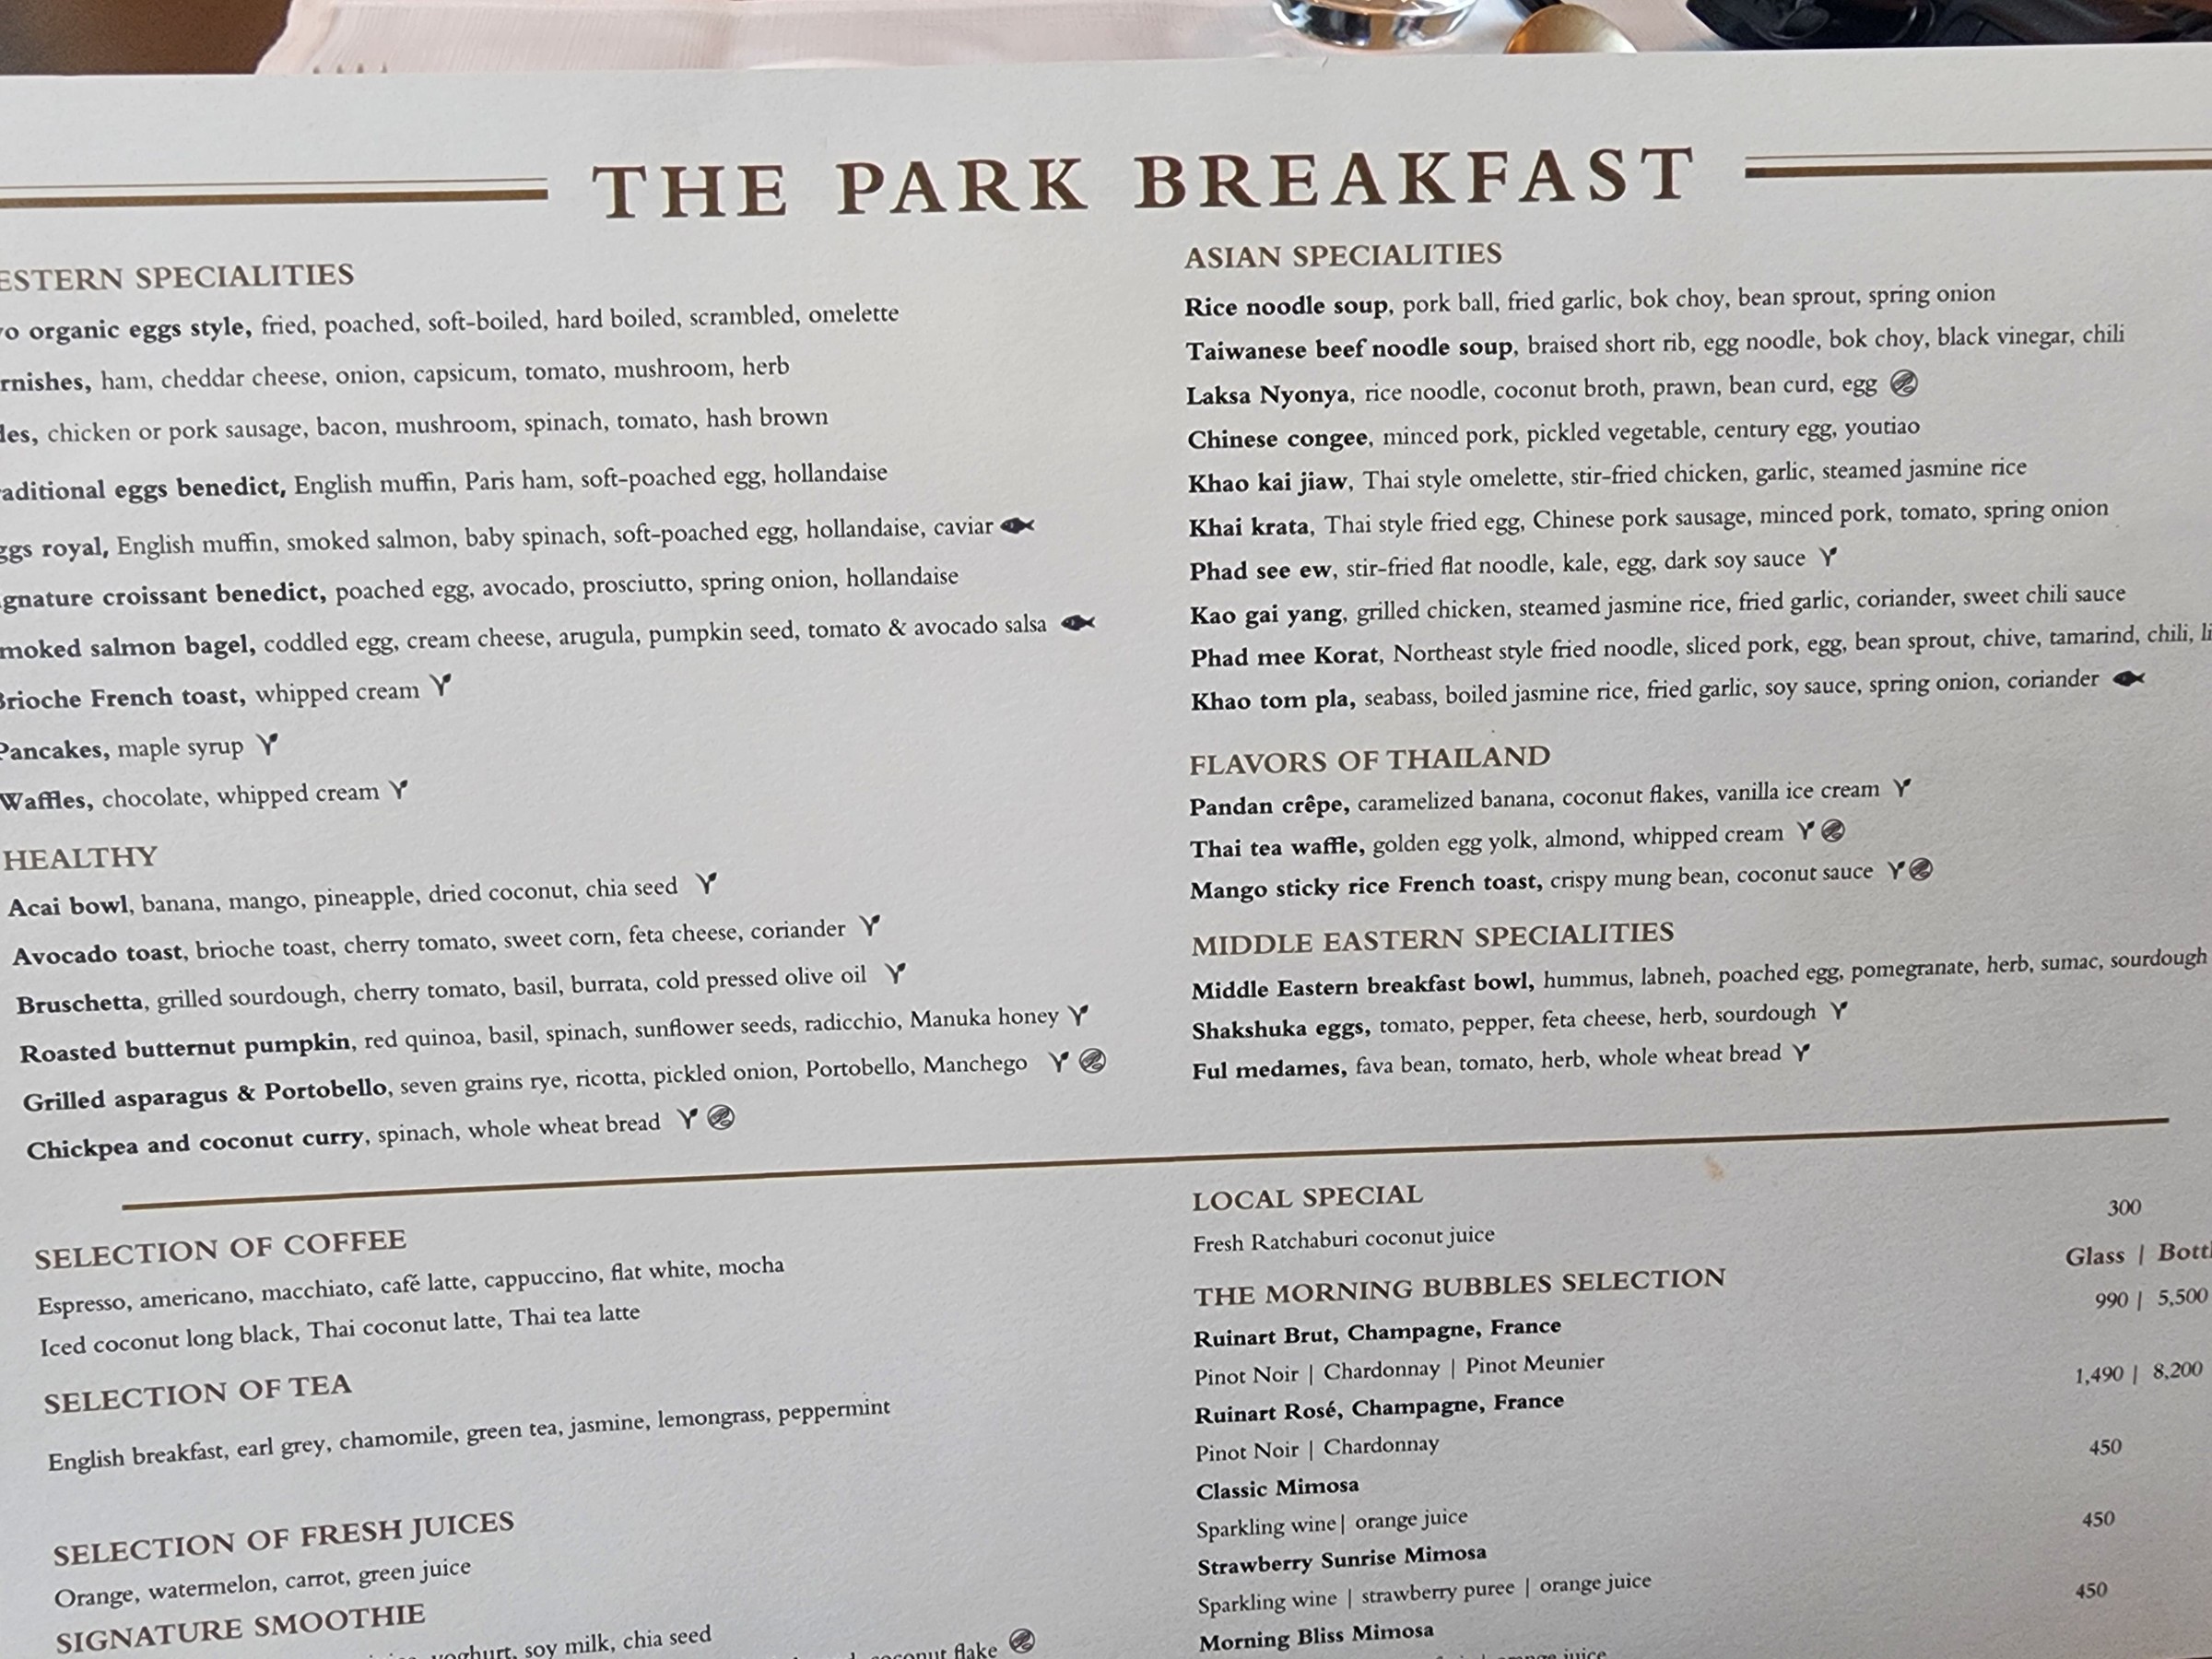 THE PARK BREAKFAST
ESTERN SPECIALITIES
o organic eggs style, fried, poached, soft-boiled, hard boiled, scrambled, omelette
rnishes, ham, cheddar cheese, onion, capsicum, tomato, mushroom, herb
des, chicken or pork sausage, bacon, mushroom, spinach, tomato, hash brown
aditional eggs benedict, English muffin, Paris ham, soft-poached egg, hollandaise
ggs royal, English muffin, smoked salmon, baby spinach, soft-poached egg, hollandaise, caviar
gnature croissant benedict, poached egg, avocado, prosciutto, spring onion, hollandaise
moked salmon bagel, coddled egg, cream cheese, arugula, pumpkin seed, tomato & avocado salsa
Brioche French toast, whipped cream
Pancakes, maple syrup
Waffles, chocolate, whipped cream
HEALTHY
Acai bowl, banana, mango, pineapple, dried coconut, chia seed
Avocado toast, brioche toast, cherry tomato, sweet corn, feta cheese, coriander
Bruschetta, grilled sourdough, cherry tomato, basil, burrata, cold pressed olive oil
Roasted butternut pumpkin, red quinoa, basil, spinach, sunflower seeds, radicchio, Manuka honey
Grilled asparagus & Portobello, seven grains rye, ricotta, pickled onion, Portobello, Manchego
Chickpea and coconut curry, spinach, whole wheat bread
ASIAN SPECIALITIES
Rice noodle soup, pork ball, fried garlic, bok choy, bean sprout, spring onion
Taiwanese beef noodle soup, braised short rib, egg noodle, bok choy, black vinegar, chili
Laksa Nyonya, rice noodle, coconut broth, prawn, bean curd, egg
Chinese congee, minced pork, pickled vegetable, century egg, youtiao
Khao kai jiaw, Thai style omelette, stir-fried chicken, garlic, steamed jasmine rice
Khai krata, Thai style fried egg, Chinese pork sausage, minced pork, tomato, spring onion
Phad see ew, stir-fried flat noodle, kale, egg, dark soy sauce
Kao gai yang, grilled chicken, steamed jasmine rice, fried garlic, coriander, sweet chili sauce
Phad mee Korat, Northeast style fried noodle, sliced pork, egg, bean sprout, chive, tamarind, chili, li
Khao tom pla, seabass, boiled jasmine rice, fried garlic, soy sauce, spring onion, coriander
FLAVORS OF THAILAND
Pandan crêpe, caramelized banana, coconut flakes, vanilla ice cream
Thai tea waffle, golden egg yolk, almond, whipped cream
Mango sticky rice French toast, crispy mung bean, coconut sauce
MIDDLE EASTERN SPECIALITIES
Middle Eastern breakfast bowl, hummus, labneh, poached egg, pomegranate, herb, sumac, sourdough
Shakshuka eggs, tomato, pepper, feta cheese, herb, sourdough
Ful medames, fava bean, tomato, herb, whole wheat bread
SELECTION OF COFFEE
Espresso, americano, macchiato, café latte, cappuccino, flat white, mocha
Iced coconut long black, Thai coconut latte, Thai tea latte
SELECTION OF TEA
English breakfast, earl grey, chamomile, green tea, jasmine, lemongrass, peppermint
SELECTION OF FRESH JUICES
Orange, watermelon, carrot, green juice
SIGNATURE SMOOTHIE
yoghurt, soy milk, chia seed
coconut flake
LOCAL SPECIAL
Fresh Ratchaburi coconut juice 300
THE MORNING BUBBLES SELECTION Glass | Bottl
Ruinart Brut, Champagne, France 990 | 5,500
Pinot Noir | Chardonnay | Pinot Meunier
Ruinart Rosé, Champagne, France 1,490 | 8,200
Pinot Noir | Chardonnay
Classic Mimosa 450
Sparkling wine | orange juice
Strawberry Sunrise Mimosa 450
Sparkling wine | strawberry puree | orange juice
Morning Bliss Mimosa 450
orange juice